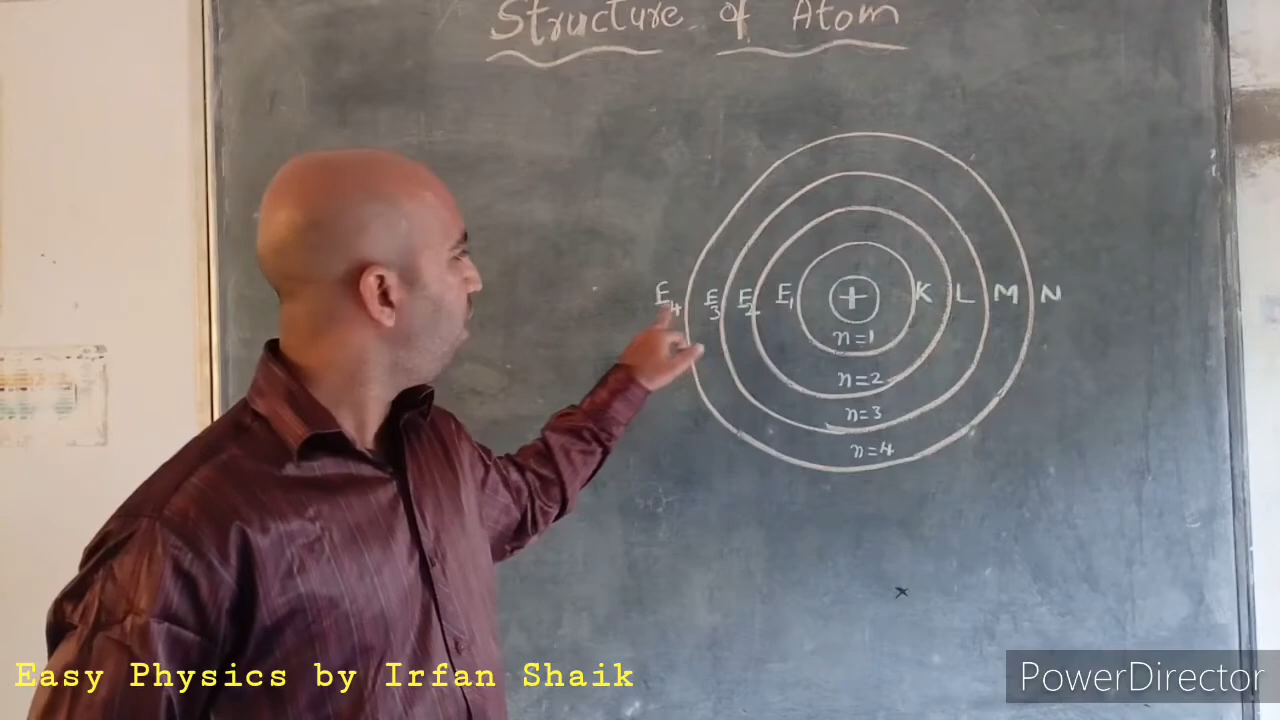 Structure of Atom
E4 E3 E2 E1 + K L M N
n=1
n=2
n=3
n=4
Easy Physics by Irfan Shaik
PowerDirector